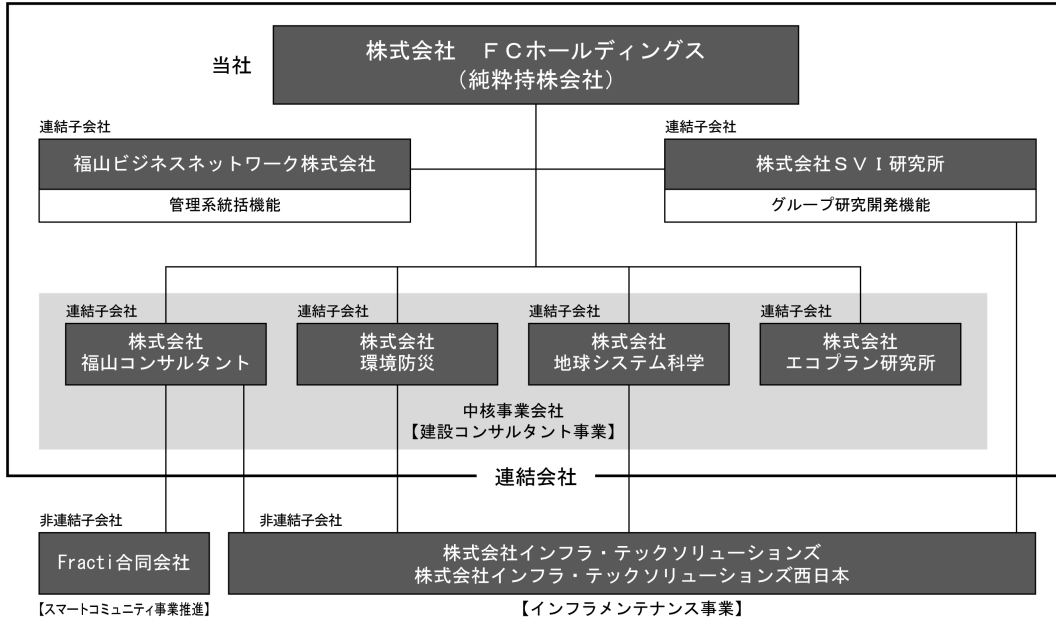 当社
株式会社　ＦＣホールディングス
（純粋持株会社）
連結子会社
福山ビジネスネットワーク株式会社
管理系統括機能
連結子会社
株式会社ＳＶＩ研究所
グループ研究開発機能
連結子会社
株式会社
福山コンサルタント
連結子会社
株式会社
環境防災
連結子会社
株式会社
地球システム科学
連結子会社
株式会社
エコプラン研究所
中核事業会社
【建設コンサルタント事業】
連結会社
非連結子会社
Fracti合同会社
【スマートコミュニティ事業推進】
非連結子会社
株式会社インフラ・テックソリューションズ
株式会社インフラ・テックソリューションズ西日本
【インフラメンテナンス事業】